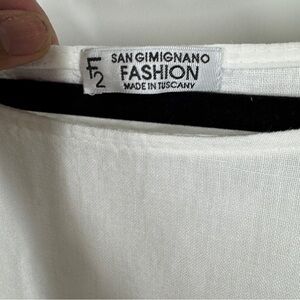 F2
SAN GIMIGNANO
FASHION
MADE IN TUSCANY